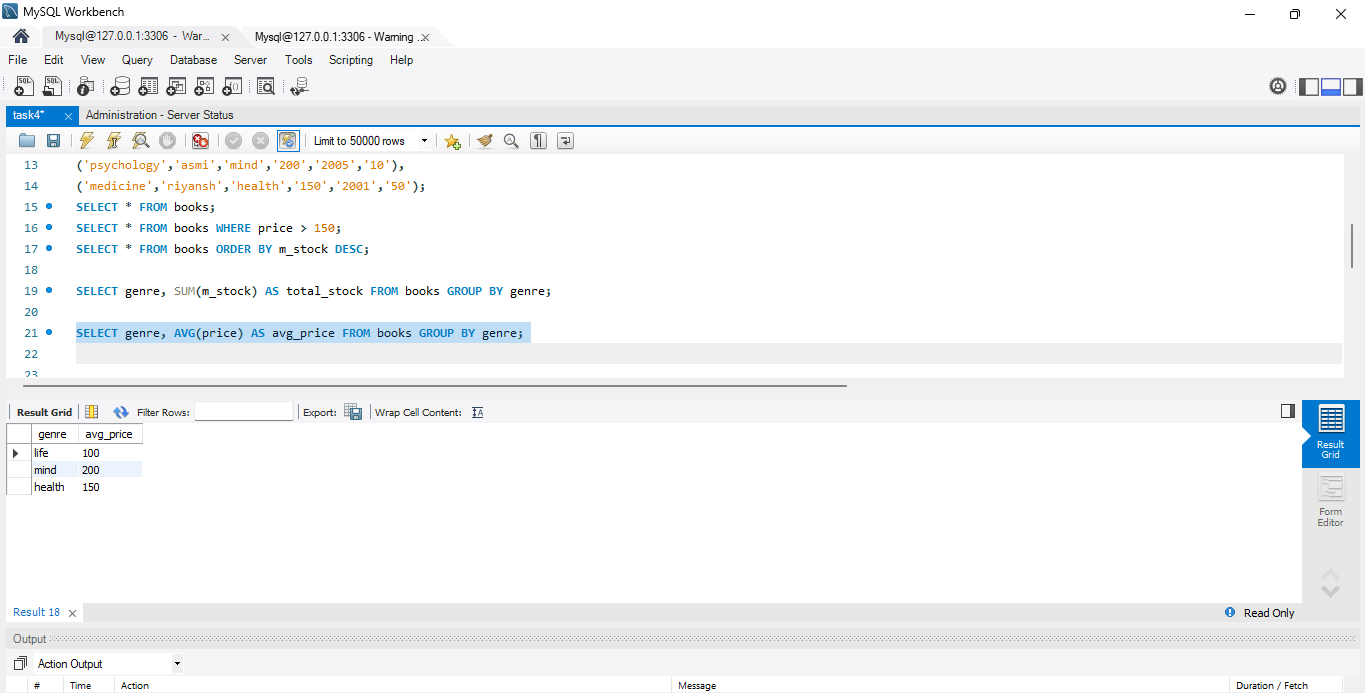 MySQL Workbench
Mysql@127.0.0.1:3306 - War... × Mysql@127.0.0.1:3306 - Warning ... ×
File Edit View Query Database Server Tools Scripting Help
task4* × Administration - Server Status
Limit to 50000 rows
13 ('psychology','asmi','mind','200','2005','10'),
14 ('medicine','riyansh','health','150','2001','50');
15 SELECT * FROM books;
16 SELECT * FROM books WHERE price > 150;
17 SELECT * FROM books ORDER BY m_stock DESC;
18
19 SELECT genre, SUM(m_stock) AS total_stock FROM books GROUP BY genre;
20
21 SELECT genre, AVG(price) AS avg_price FROM books GROUP BY genre;
22
23
Result Grid Filter Rows: Export: Wrap Cell Content: IA
genre avg_price
life 100
mind 200
health 150
Result Grid
Form Editor
Result 18 × Read Only
Output
Action Output
# Time Action Message Duration / Fetch